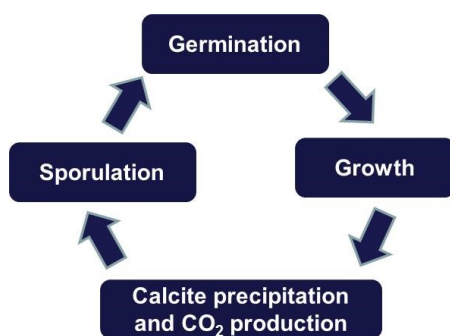 Germination
Sporulation
Growth
Calcite precipitation
and CO₂ production